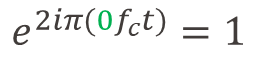 e^{2iπ(0f_ct)} = 1